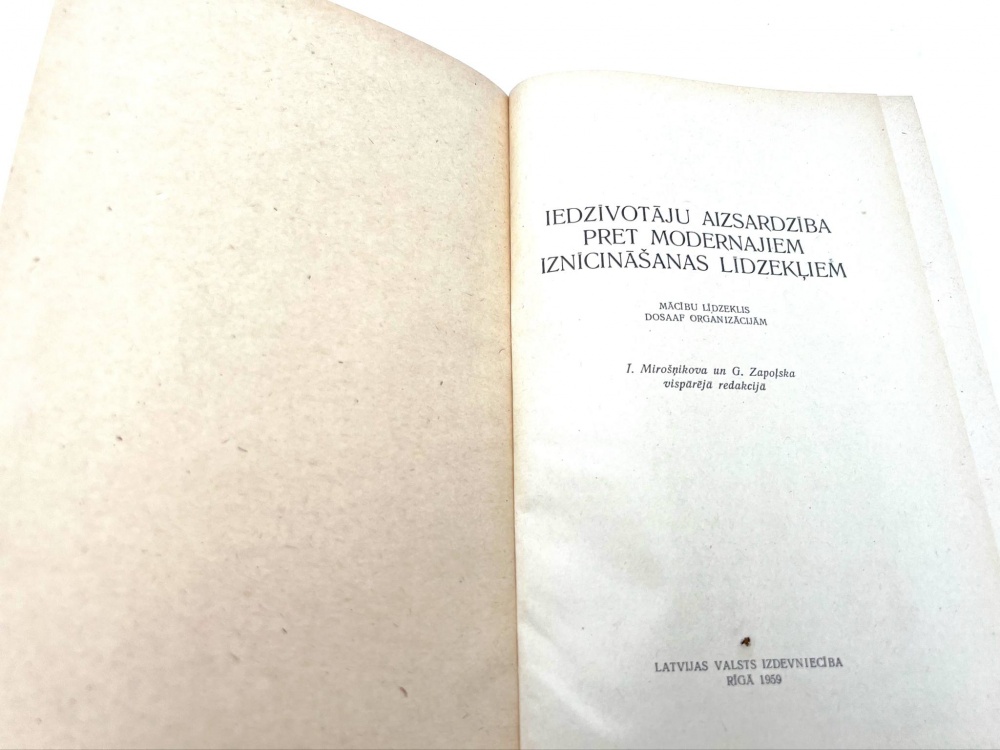 IEDZĪVOTĀJU AIZSARDZĪBA
PRET MODERNAJIEM
IZNĪCINĀŠANAS LĪDZEKĻIEM
MĀCĪBU LĪDZEKLIS
DOSAAF ORGANIZĀCIJĀM
I. Mirošņikova un G. Zapoļska
vispārējā redakcijā
LATVIJAS VALSTS IZDEVNIECĪBA
RĪGĀ 1959